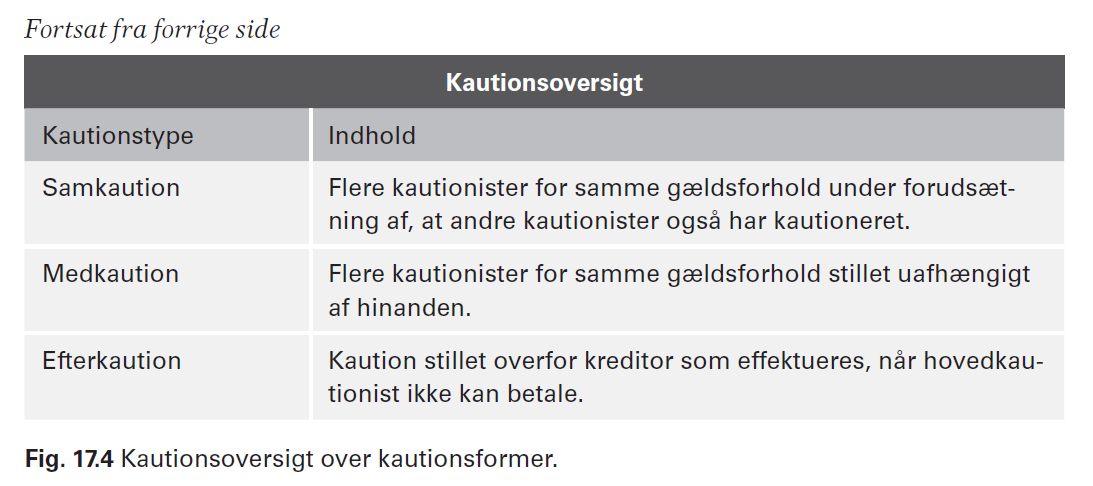 Fortsat fra forrige side
Kautionsoversigt
Kautionstype Indhold
Samkaution Flere kautionister for samme gældsforhold under forudsæt-
ning af, at andre kautionister også har kautioneret.
Medkaution Flere kautionister for samme gældsforhold stillet uafhængigt
af hinanden.
Efterkaution Kaution stillet overfor kreditor som effektueres, når hovedkau-
tionist ikke kan betale.
Fig. 17.4 Kautionsoversigt over kautionsformer.